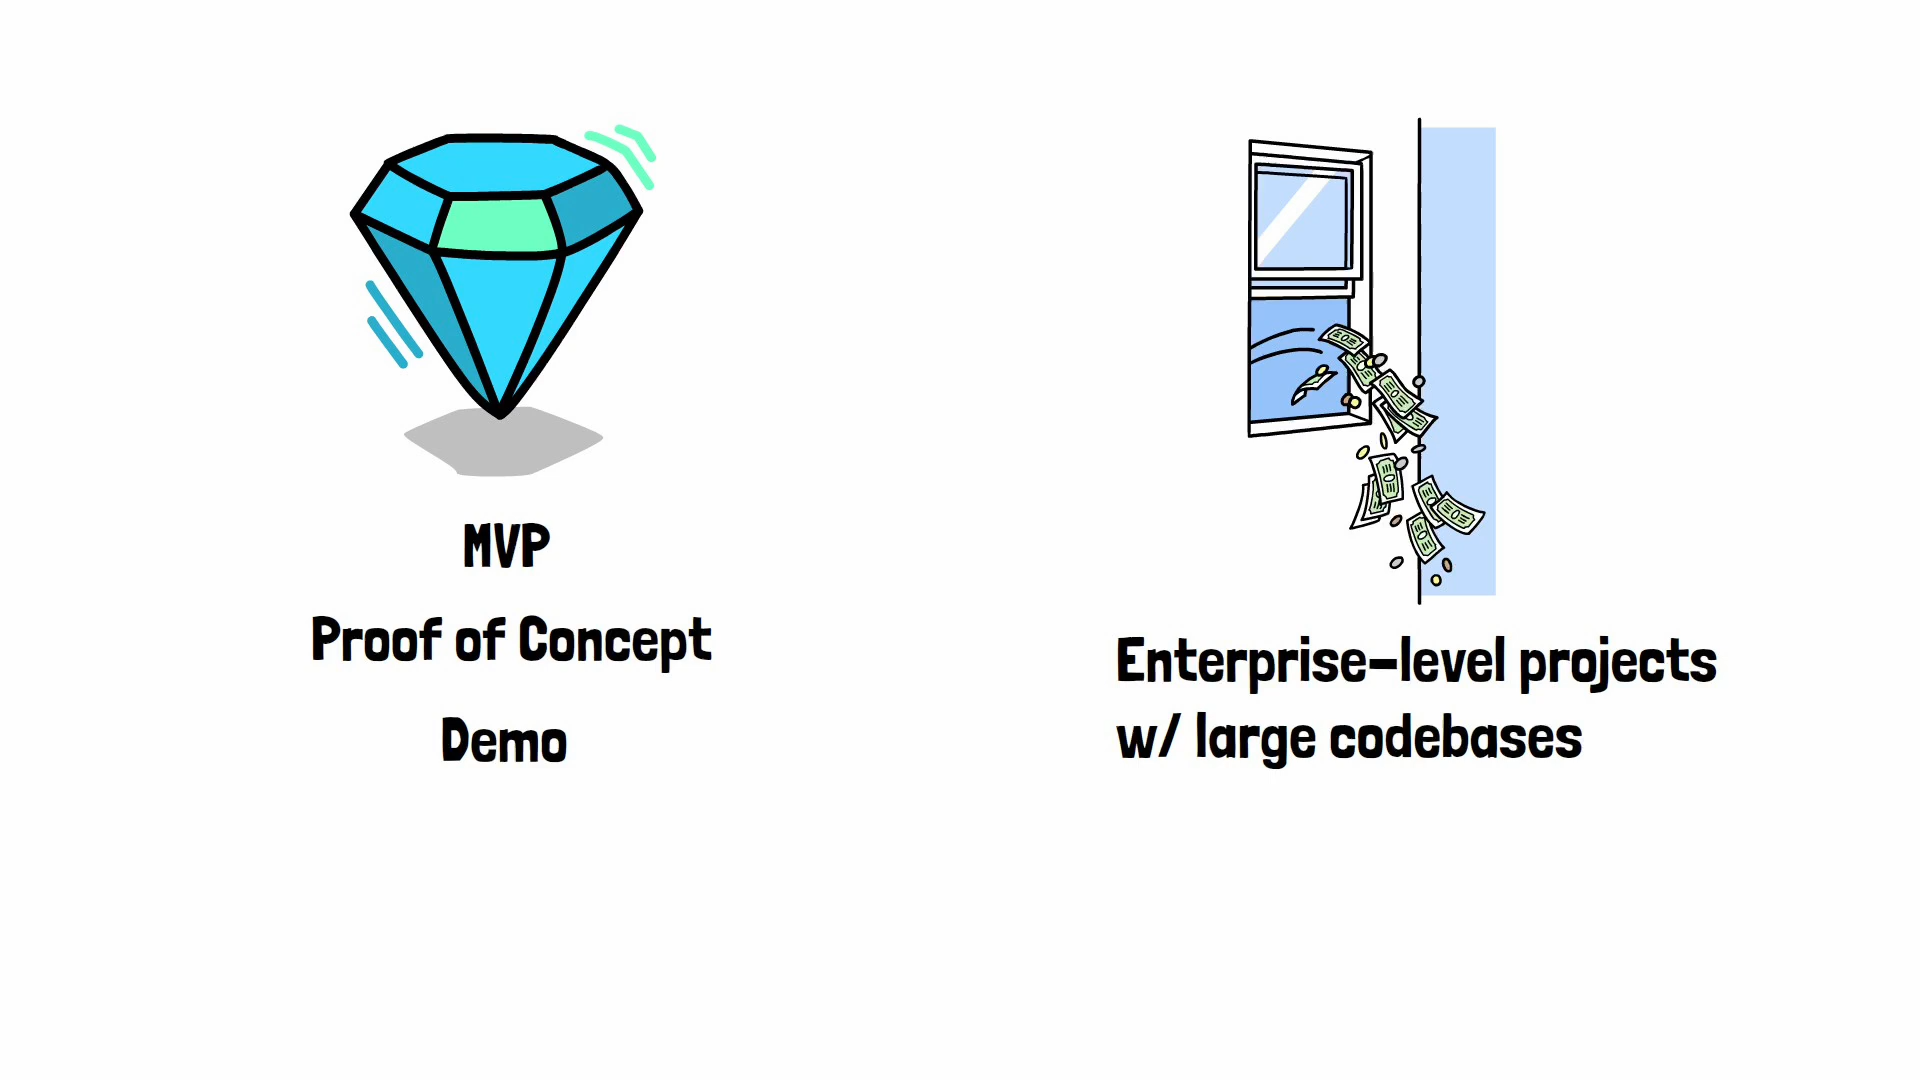 MVP
Proof of Concept
Demo
Enterprise-level projects
w/ large codebases